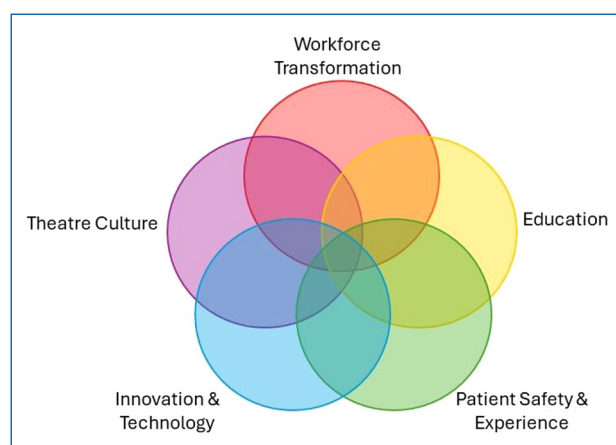 Workforce
Transformation
Theatre Culture
Education
Innovation &
Technology
Patient Safety &
Experience